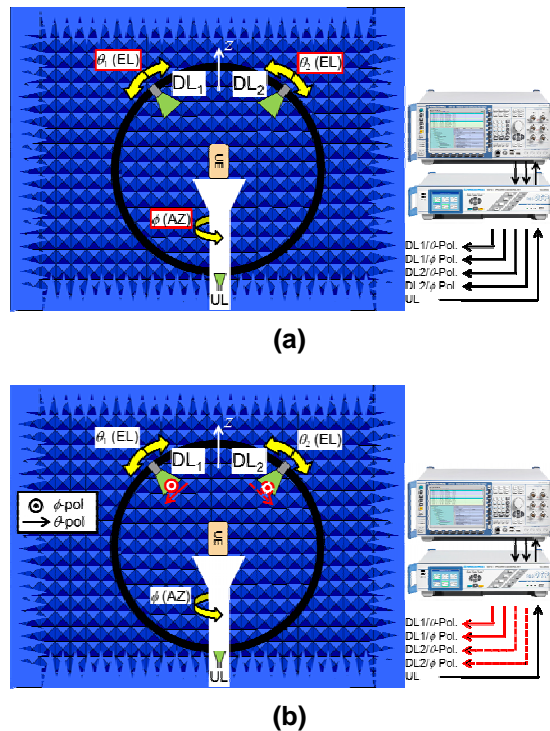 z
θ₁ (EL)
DL₁
DL₂
θ₂ (EL)
UE
ϕ (AZ)
UL
DL1/θ-Pol.
DL1/ϕ Pol.
DL2/θ-Pol.
DL2/ϕ Pol.
UL
(a)
z
θ₁ (EL)
DL₁
DL₂
θ₂ (EL)
ϕ-pol
θ-pol
UE
ϕ (AZ)
UL
DL1/θ-Pol.
DL1/ϕ Pol.
DL2/θ-Pol.
DL2/ϕ Pol.
UL
(b)